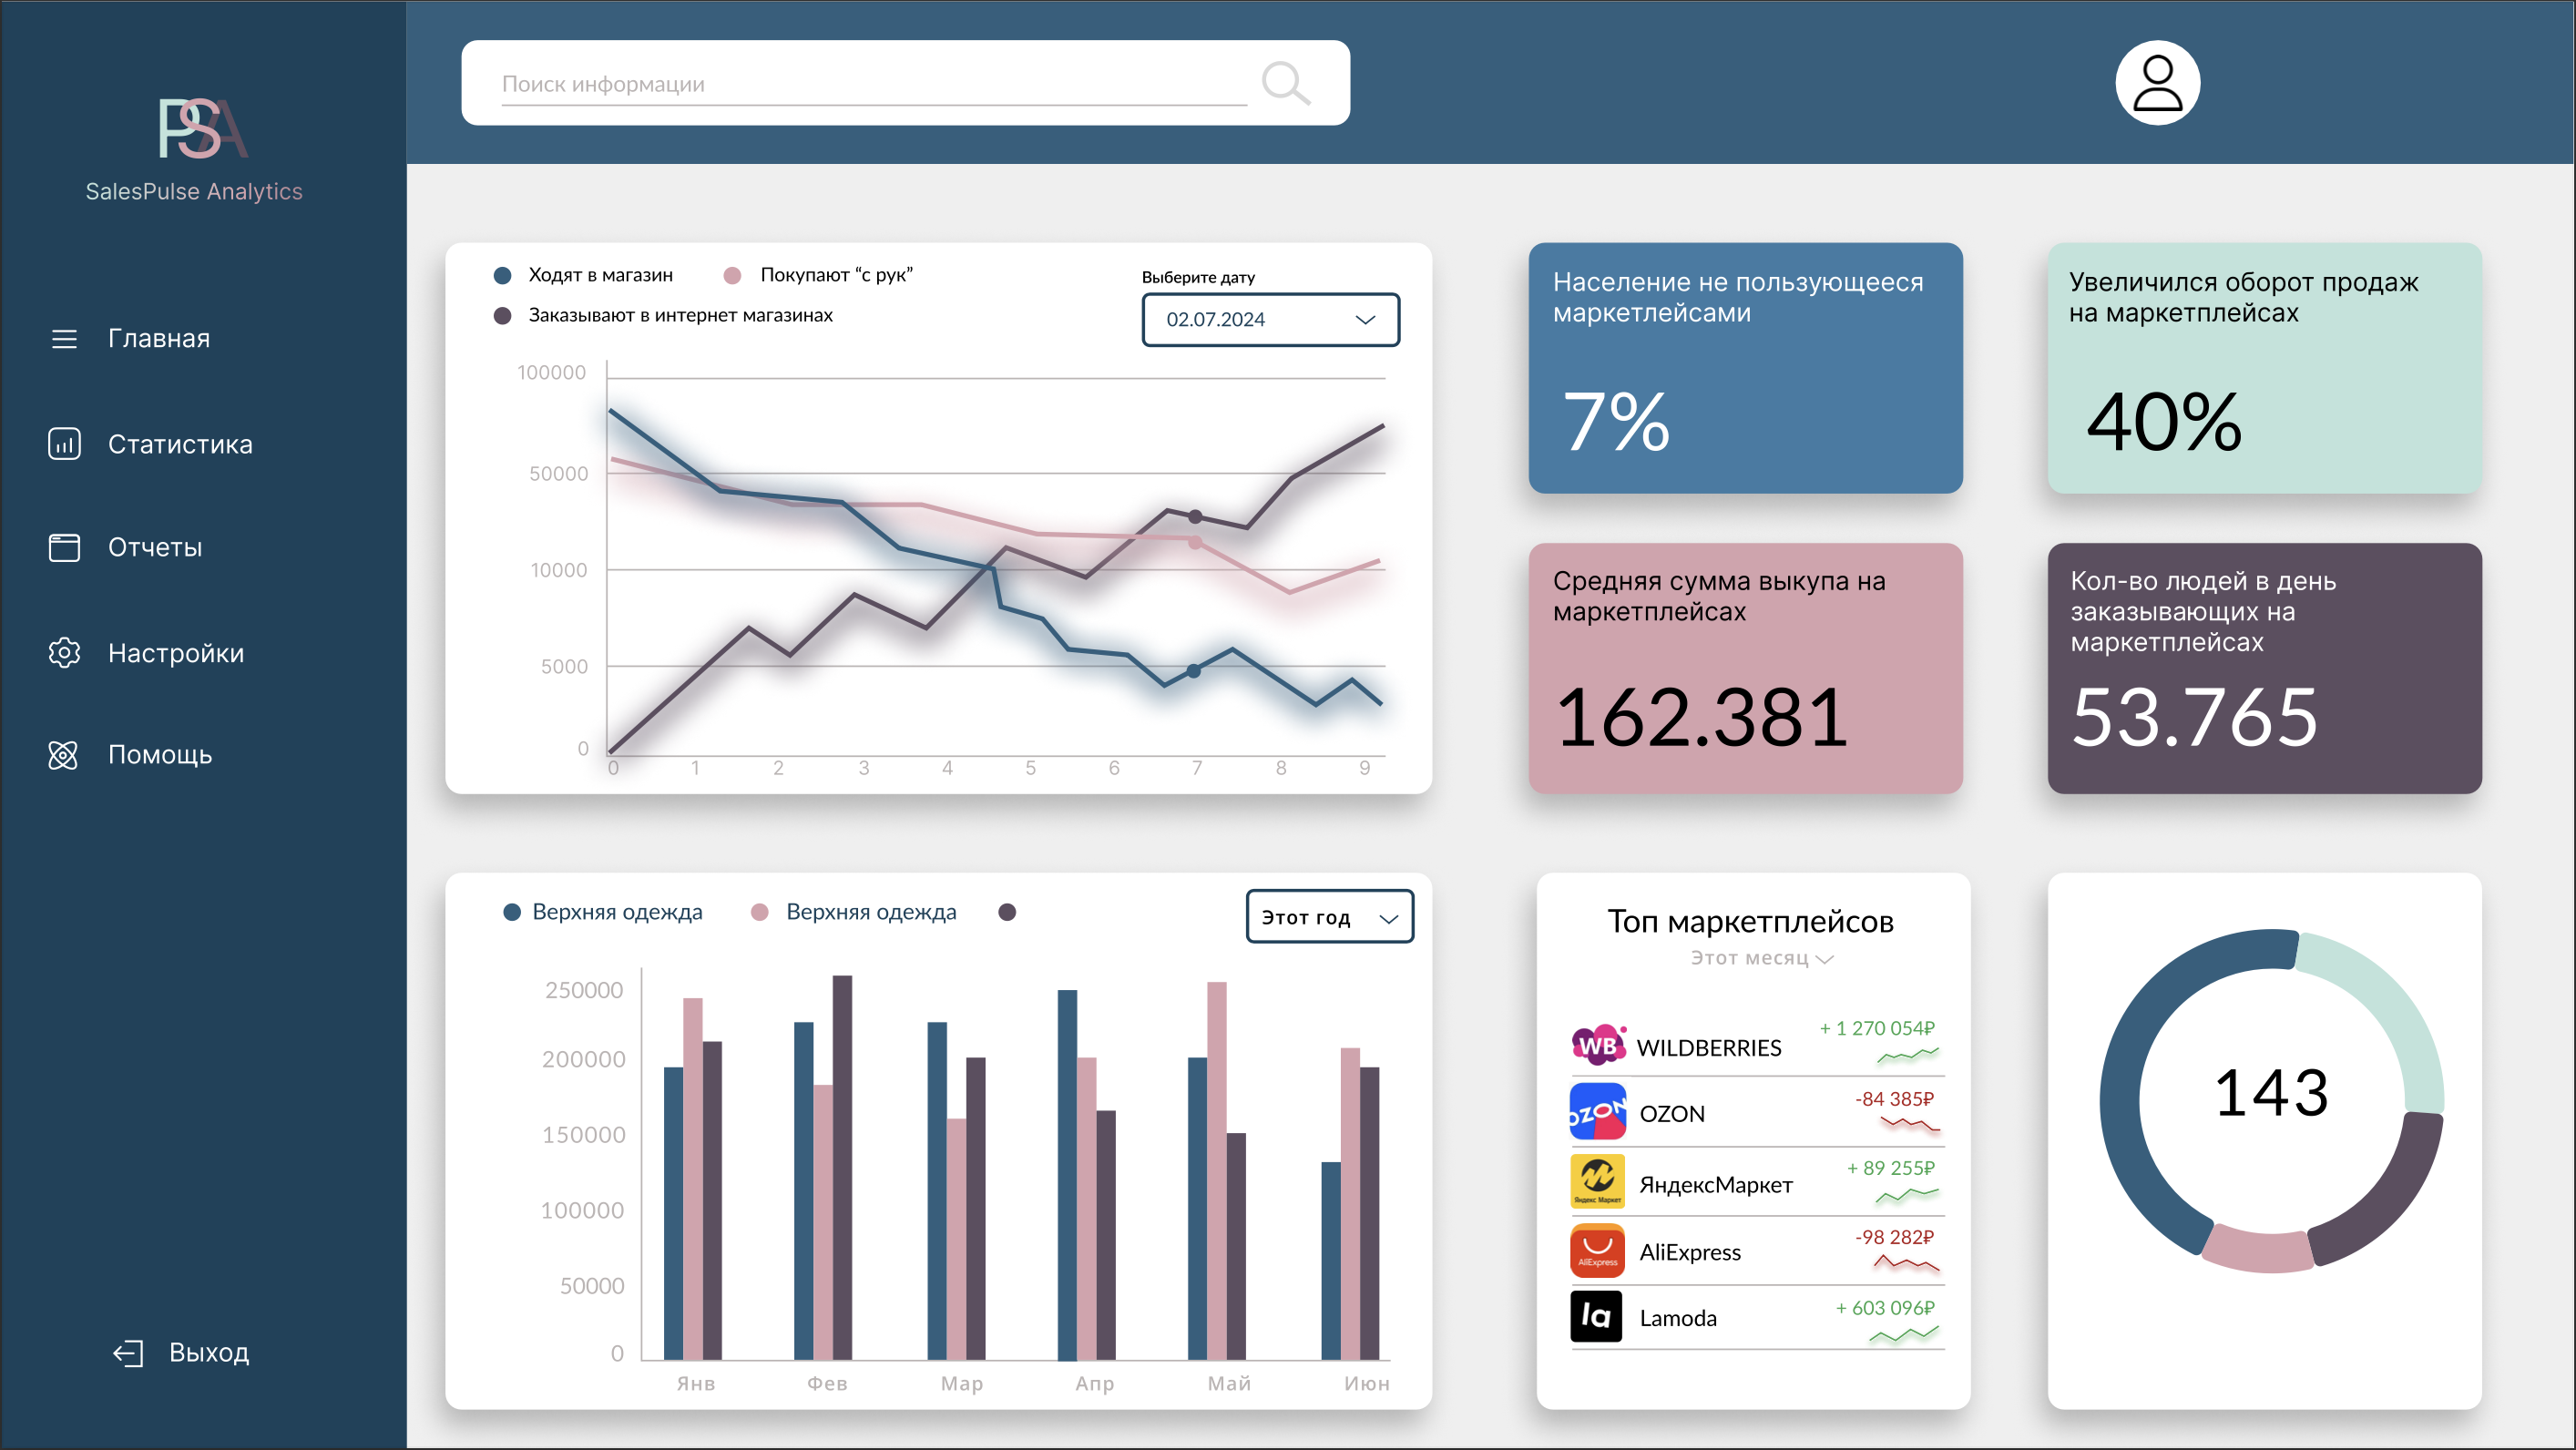 Поиск информации
PSA
SalesPulse Analytics
Главная
Статистика
Отчеты
Настройки
Помощь
Выход
Ходят в магазин
Покупают “с рук”
Заказывают в интернет магазинах
Выберите дату
02.07.2024
100000
50000
10000
5000
0
0 1 2 3 4 5 6 7 8 9
Население не пользующееся
маркетлейсами
7%
Увеличился оборот продаж
на маркетплейсах
40%
Средняя сумма выкупа на
маркетплейсах
162.381
Кол-во людей в день
заказывающих на
маркетплейсах
53.765
Верхняя одежда
Верхняя одежда
Этот год
250000
200000
150000
100000
50000
0
Янв Фев Мар Апр Май Июн
Топ маркетплейсов
Этот месяц
WB
WILDBERRIES
+ 1 270 054₽
OZON
OZON
-84 385₽
Яндекс Маркет
ЯндексМаркет
+ 89 255₽
AliExpress
AliExpress
-98 282₽
la
Lamoda
+ 603 096₽
143